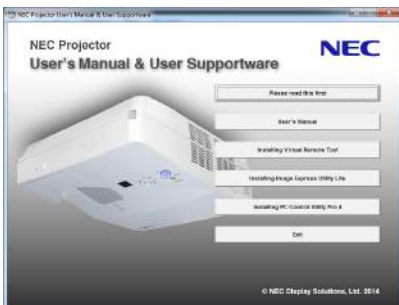 NEC Projector User's Manual & User Supportware
NEC Projector
NEC
User's Manual & User Supportware
Please read this first
User's Manual
Installing Virtual Remote Tool
Installing Image Express Utility Lite
Installing PC Control Utility Pro 4
Exit
© NEC Display Solutions, Ltd. 2014